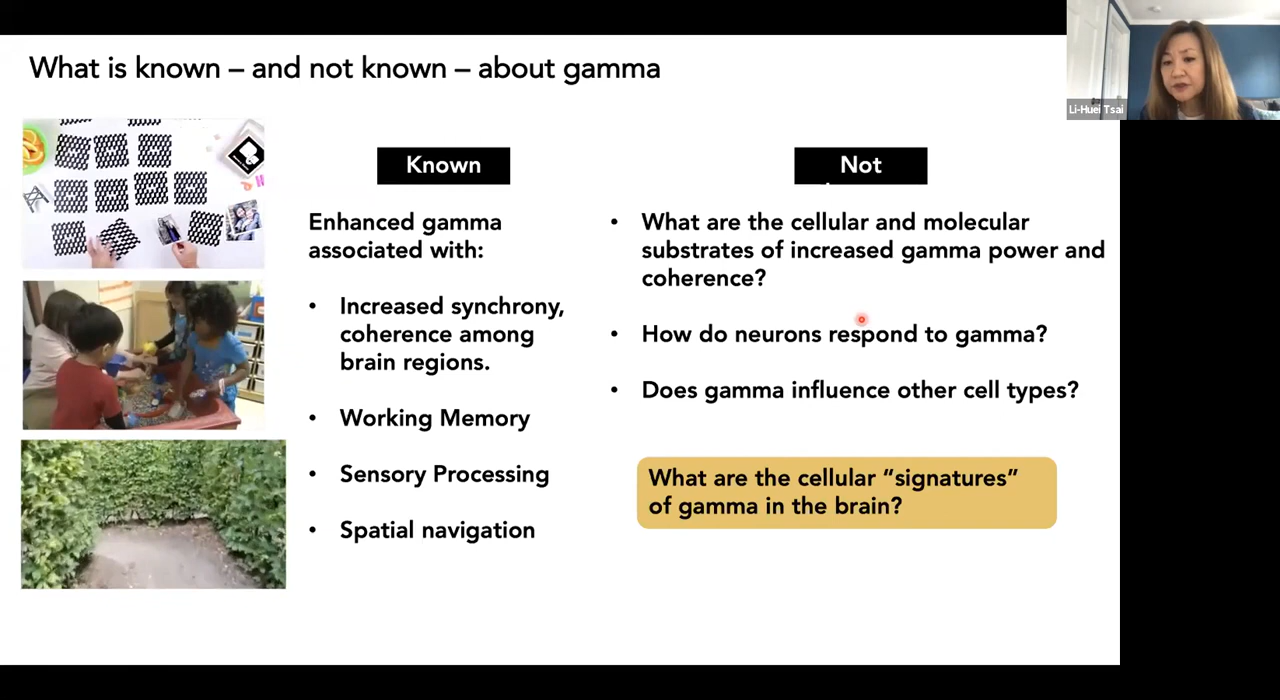 What is known – and not known – about gamma
Li-Huei Tsai
Known
Enhanced gamma
associated with:
• Increased synchrony,
coherence among
brain regions.
• Working Memory
• Sensory Processing
• Spatial navigation
Not
• What are the cellular and molecular
substrates of increased gamma power and
coherence?
• How do neurons respond to gamma?
• Does gamma influence other cell types?
What are the cellular “signatures”
of gamma in the brain?